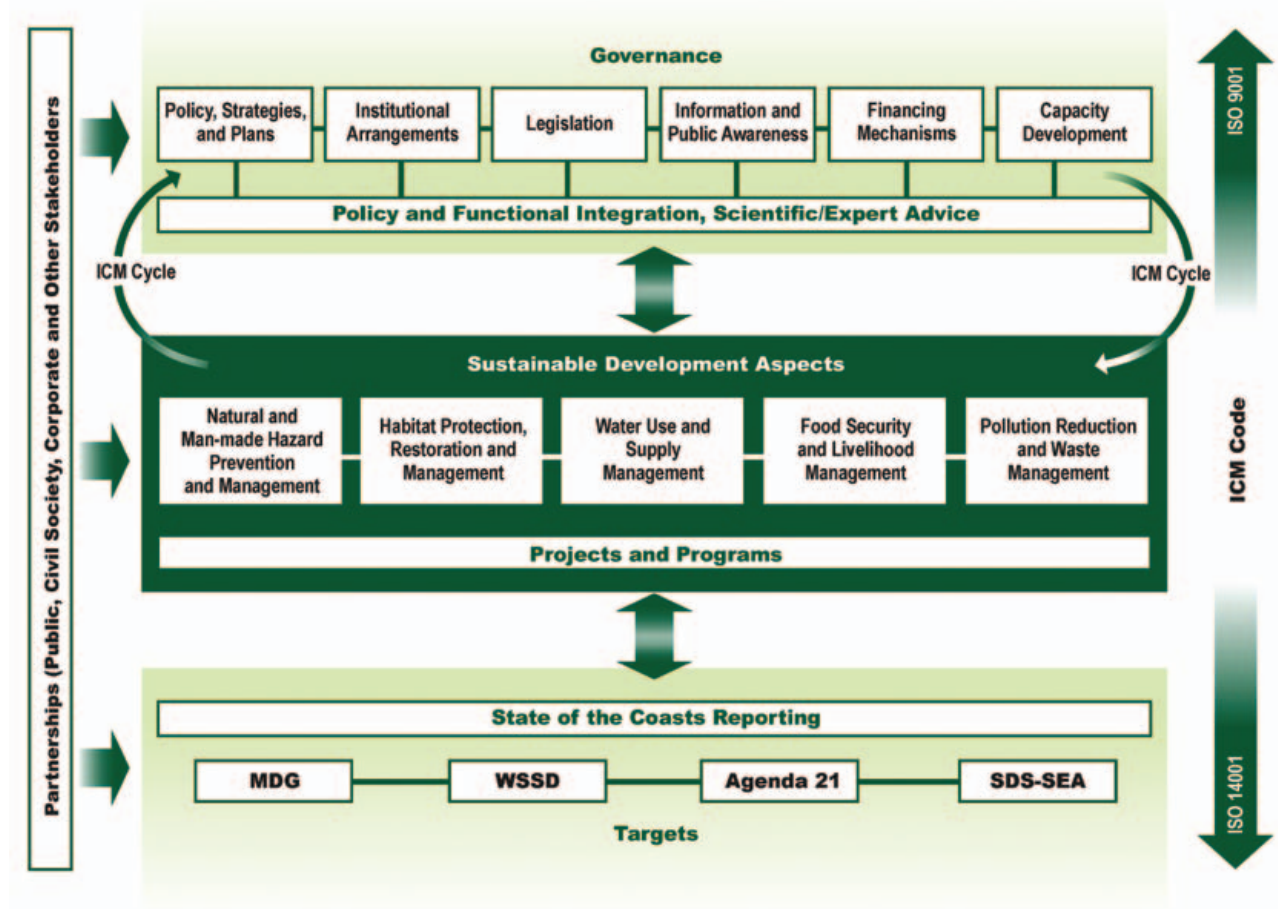 Partnerships (Public, Civil Society, Corporate and Other Stakeholders
Governance
Policy, Strategies,
and Plans
Institutional
Arrangements
Legislation
Information and
Public Awareness
Financing
Mechanisms
Capacity
Development
Policy and Functional Integration, Scientific/Expert Advice
ICM Cycle
ICM Cycle
Sustainable Development Aspects
Natural and
Man-made Hazard
Prevention
and Management
Habitat Protection,
Restoration and
Management
Water Use and
Supply
Management
Food Security
and Livelihood
Management
Pollution Reduction
and Waste
Management
Projects and Programs
State of the Coasts Reporting
MDG
WSSD
Agenda 21
SDS-SEA
Targets
ISO 9001
ICM Code
ISO 14001